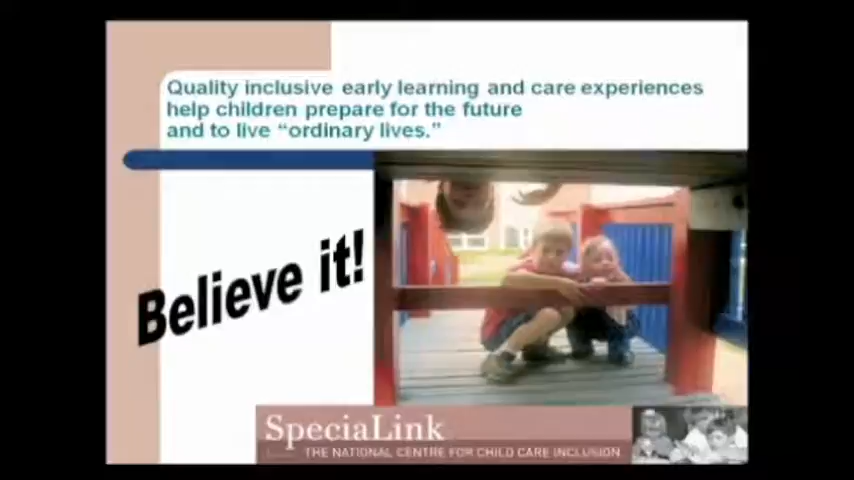 Quality inclusive early learning and care experiences
help children prepare for the future
and to live “ordinary lives.”
Believe it!
SpeciaLink
THE NATIONAL CENTRE FOR CHILD CARE INCLUSION